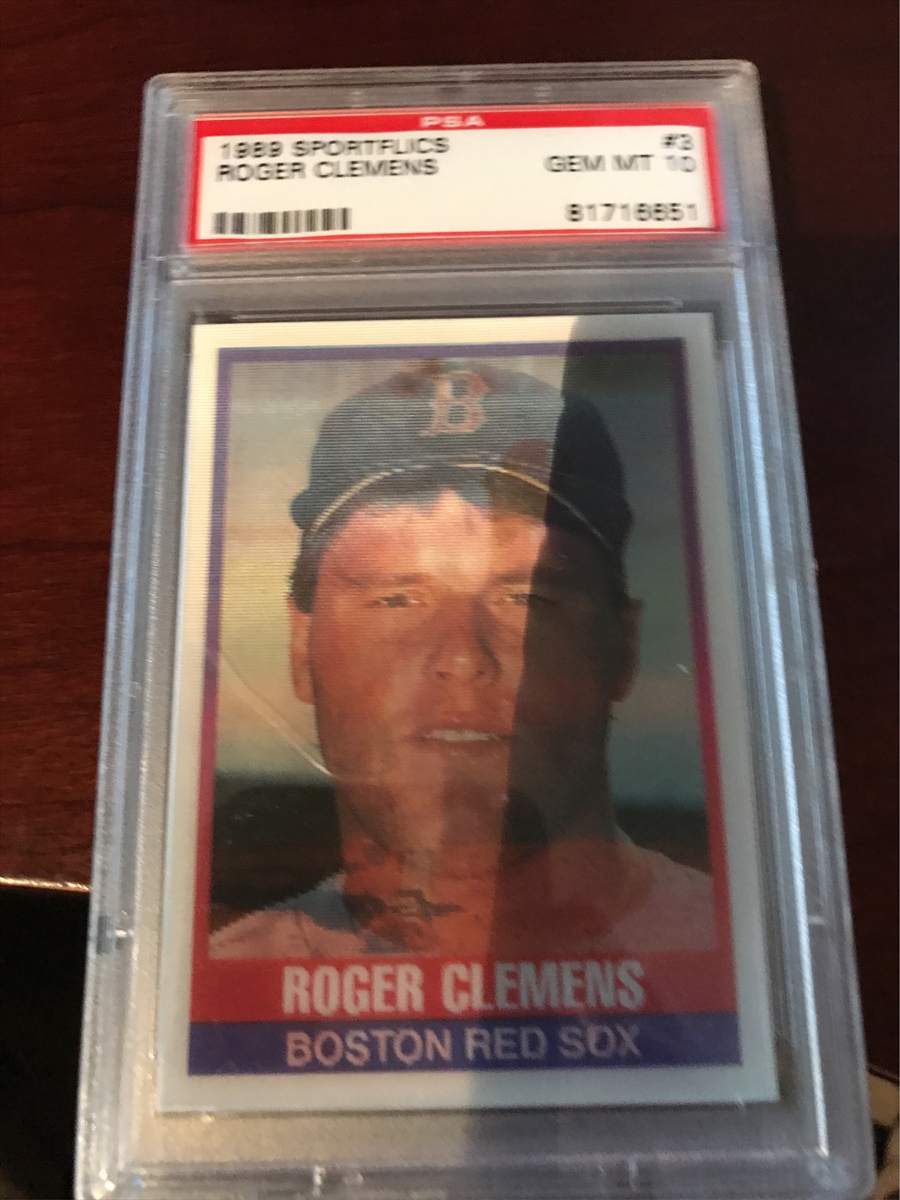 PSA
1989 SPORTFLICS #3
ROGER CLEMENS GEM MT 10
81716651
B
ROGER CLEMENS
BOSTON RED SOX